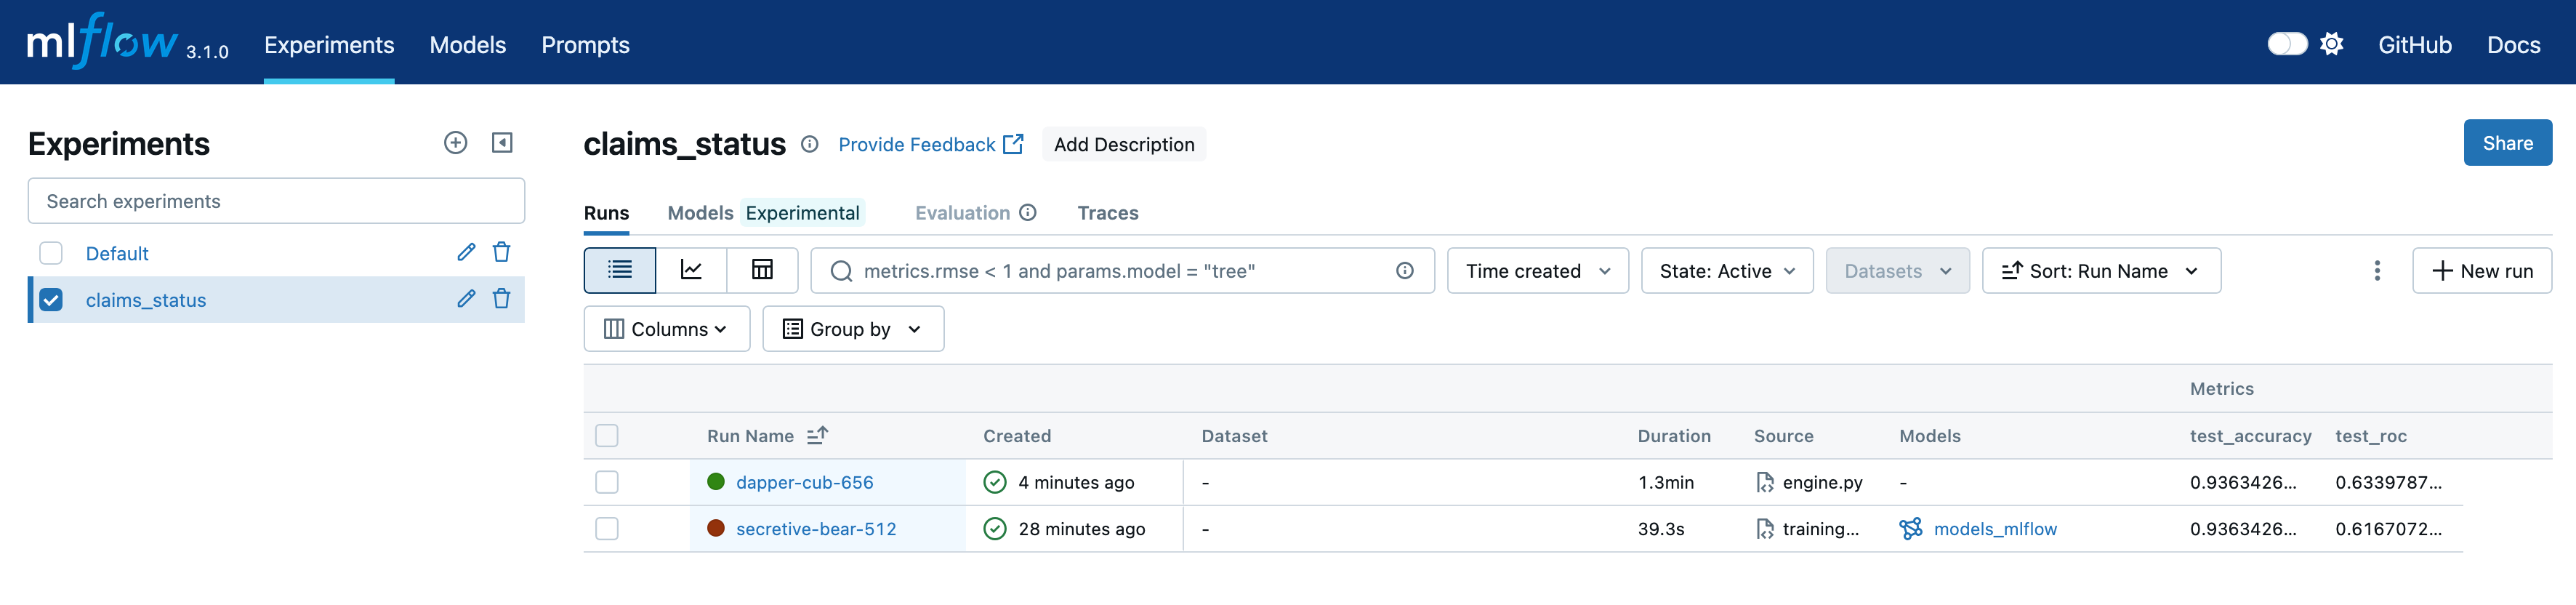 mlflow 3.1.0 Experiments Models Prompts GitHub Docs
Experiments
Search experiments
Default
claims_status
claims_status Provide Feedback Add Description Share
Runs Models Experimental Evaluation Traces
metrics.rmse < 1 and params.model = "tree" Time created State: Active Datasets Sort: Run Name New run
Columns Group by
Metrics
Run Name Created Dataset Duration Source Models test_accuracy test_roc
dapper-cub-656 4 minutes ago - 1.3min engine.py - 0.9363426... 0.6339787...
secretive-bear-512 28 minutes ago - 39.3s training... models_mlflow 0.9363426... 0.6167072...